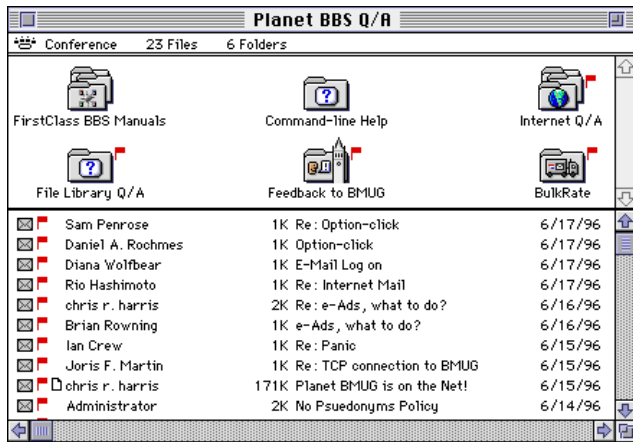 Planet BBS Q/A
Conference 23 Files 6 Folders
FirstClass BBS Manuals Command-line Help Internet Q/A
File Library Q/A Feedback to BMUG BulkRate
Sam Penrose 1K Re: Option-click 6/17/96
Daniel A. Rochmes 1K Option-click 6/17/96
Diana Wolfbear 1K E-Mail Log on 6/17/96
Rio Hashimoto 1K Re: Internet Mail 6/17/96
chris r. harris 2K Re: e-Ads, what to do? 6/16/96
Brian Rowning 1K e-Ads, what to do? 6/16/96
Ian Crew 1K Re: Panic 6/15/96
Joris F. Martin 1K Re: TCP connection to BMUG 6/15/96
chris r. harris 171K Planet BMUG is on the Net! 6/15/96
Administrator 2K No Psuedonyms Policy 6/14/96